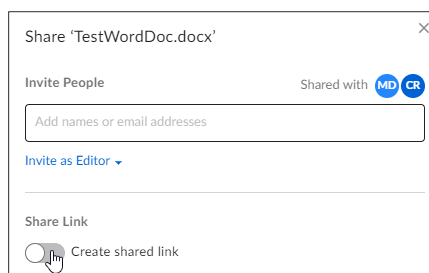 Share ‘TestWordDoc.docx’
Invite People
Shared with MD CR
Add names or email addresses
Invite as Editor
Share Link
Create shared link